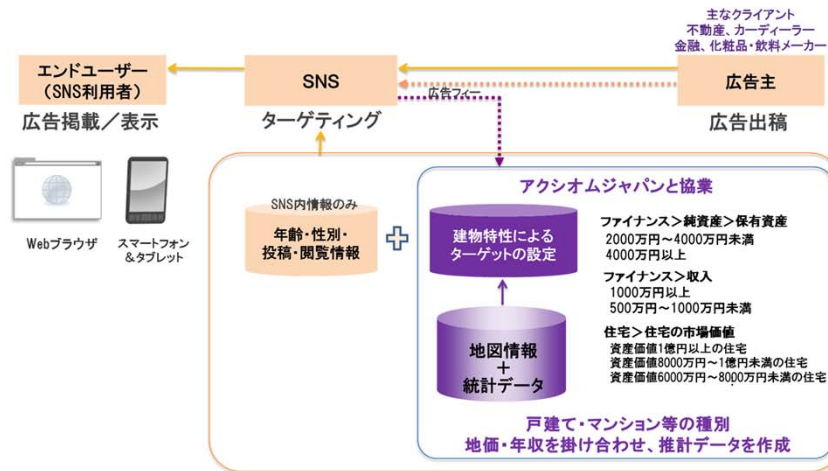 主なクライアント
不動産、カーディーラー
金融、化粧品・飲料メーカー
エンドユーザー
(SNS利用者)
SNS
広告主
広告フィー
広告掲載／表示
ターゲティング
広告出稿
Webブラウザ
スマートフォン
&タブレット
SNS内情報のみ
年齢・性別・
投稿・閲覧情報
アクシオムジャパンと協業
建物特性による
ターゲットの設定
地図情報
+
統計データ
ファイナンス>純資産>保有資産
2000万円～4000万円未満
4000万円以上
ファイナンス>収入
1000万円以上
500万円～1000万円未満
住宅>住宅の市場価値
資産価値1億円以上の住宅
資産価値8000万円～1億円未満の住宅
資産価値6000万円～8000万円未満の住宅
戸建て・マンション等の種別
地価・年収を掛け合わせ、推計データを作成